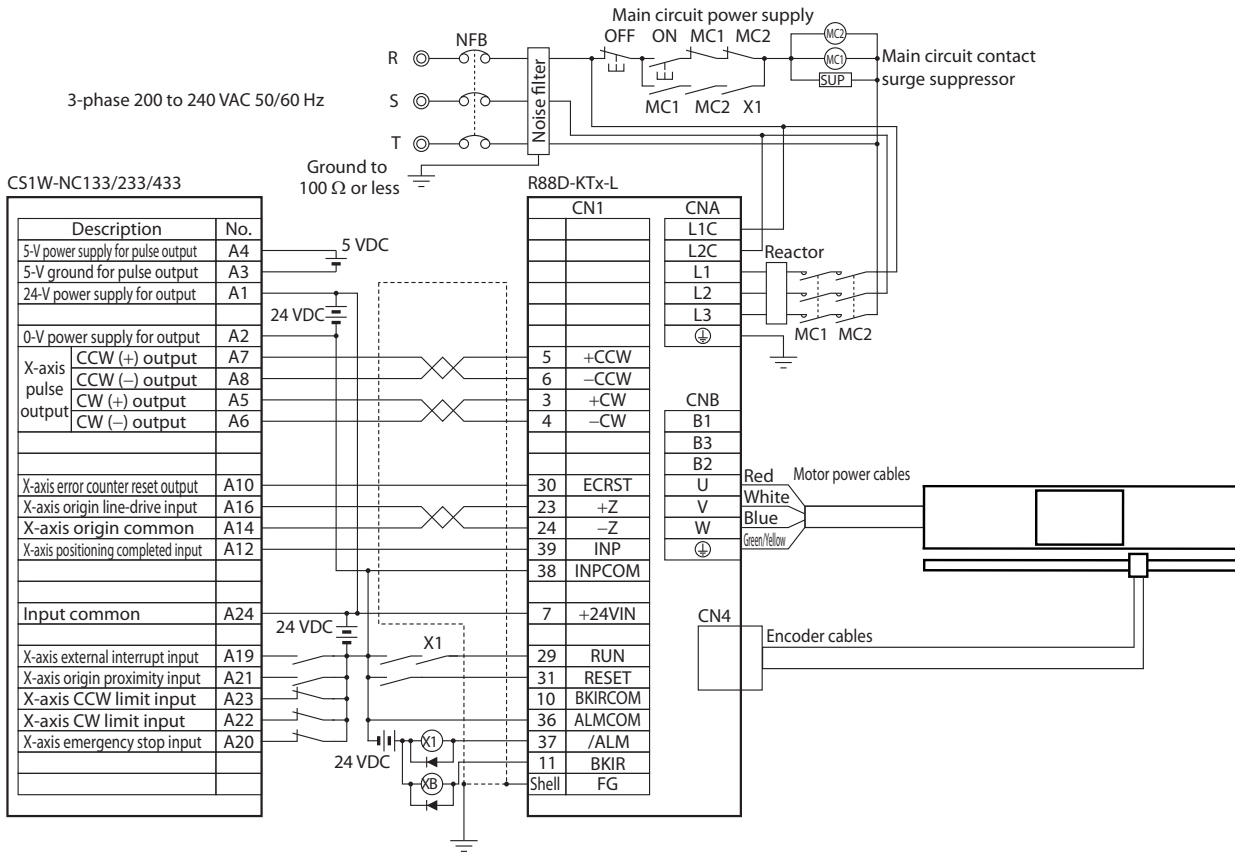 Main circuit power supply
OFF ON MC1 MC2
MC2
MC1
SUP
Main circuit contact
surge suppressor
MC1 MC2 X1
NFB
R
S
T
Noise filter
3-phase 200 to 240 VAC 50/60 Hz
Ground to
100 Ω or less
CS1W-NC133/233/433
Description No.
5-V power supply for pulse output A4
5-V ground for pulse output A3
24-V power supply for output A1
0-V power supply for output A2
X-axis pulse output
CCW (+) output A7
CCW (−) output A8
CW (+) output A5
CW (−) output A6
X-axis error counter reset output A10
X-axis origin line-drive input A16
X-axis origin common A14
X-axis positioning completed input A12
Input common A24
X-axis external interrupt input A19
X-axis origin proximity input A21
X-axis CCW limit input A23
X-axis CW limit input A22
X-axis emergency stop input A20
5 VDC
24 VDC
24 VDC
X1
24 VDC
X1
XB
R88D-KTx-L
CN1
5 +CCW
6 −CCW
3 +CW
4 −CW
30 ECRST
23 +Z
24 −Z
39 INP
38 INPCOM
7 +24VIN
29 RUN
31 RESET
10 BKIRCOM
36 ALMCOM
37 /ALM
11 BKIR
Shell FG
CNA
L1C
L2C
L1
L2
L3
Reactor
MC1 MC2
CNB
B1
B3
B2
U
V
W
Red
White
Blue
Green/Yellow
Motor power cables
CN4
Encoder cables